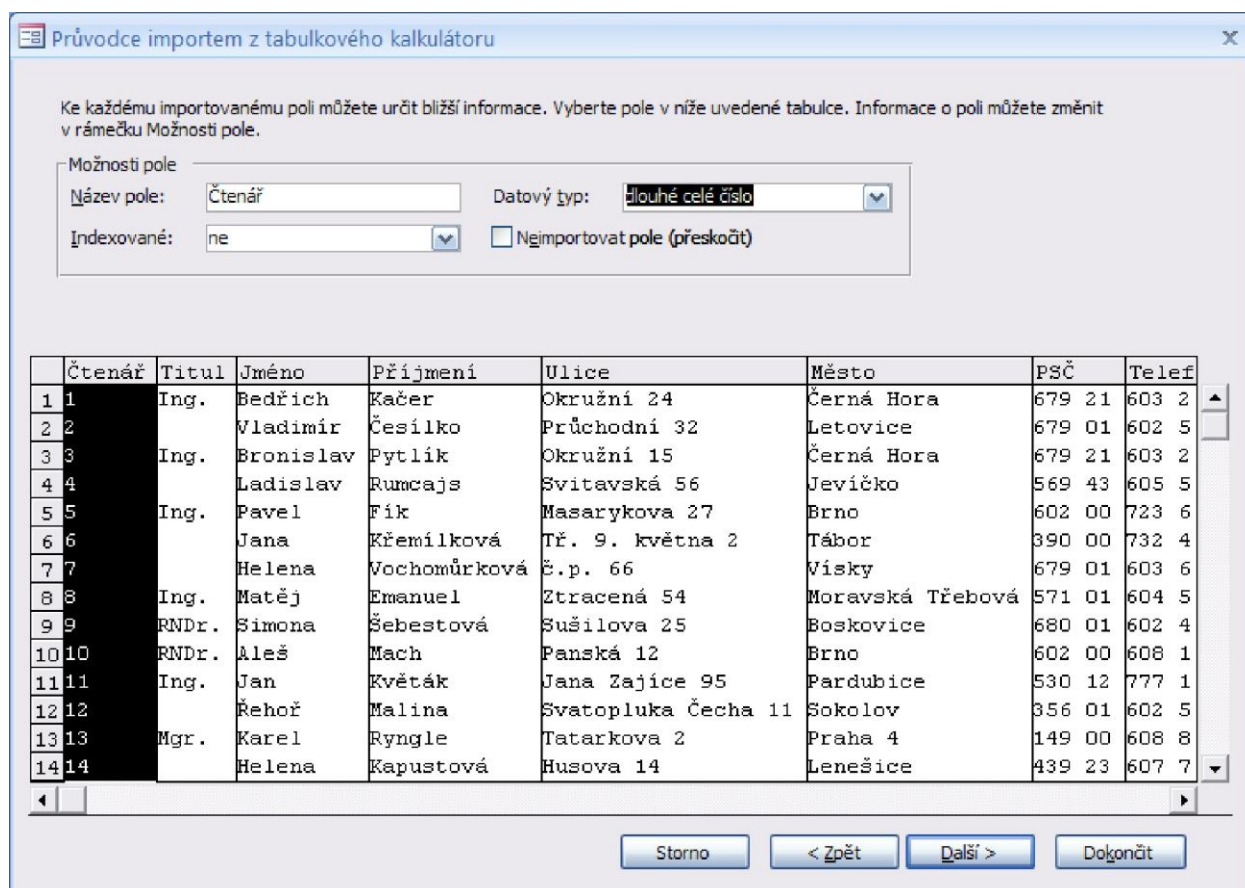 Průvodce importem z tabulkového kalkulátoru
Ke každému importovanému poli můžete určit bližší informace. Vyberte pole v níže uvedené tabulce. Informace o poli můžete změnit
v rámečku Možnosti pole.
Možnosti pole
Název pole: Čtenář Datový typ: dlouhé celé číslo
Indexované: ne Neimportovat pole (přeskočit)
Čtenář Titul Jméno Příjmení Ulice Město PSČ Telef
1 1 Ing. Bedřich Kačer Okružní 24 Černá Hora 679 21 603 2
2 2 Vladimír Česílko Průchodní 32 Letovice 679 01 602 5
3 3 Ing. Bronislav Pytlík Okružní 15 Černá Hora 679 21 603 2
4 4 Ladislav Rumcajs Svitavská 56 Jevíčko 569 43 605 5
5 5 Ing. Pavel Fík Masarykova 27 Brno 602 00 723 6
6 6 Jana Křemílková Tř. 9. května 2 Tábor 390 00 732 4
7 7 Helena Vochomůrková č.p. 66 Vísky 679 01 603 6
8 8 Ing. Matěj Emanuel Ztracená 54 Moravská Třebová 571 01 604 5
9 9 RNDr. Simona Šebestová Sušilova 25 Boskovice 680 01 602 4
10 10 RNDr. Aleš Mach Panská 12 Brno 602 00 608 1
11 11 Ing. Jan Květák Jana Zajíce 95 Pardubice 530 12 777 1
12 12 Řehoř Malina Svatopluka Čecha 11 Sokolov 356 01 602 5
13 13 Mgr. Karel Ryngle Tatarkova 2 Praha 4 149 00 608 8
14 14 Helena Kapustová Husova 14 Lenešice 439 23 607 7
Storno < Zpět Další > Dokončit